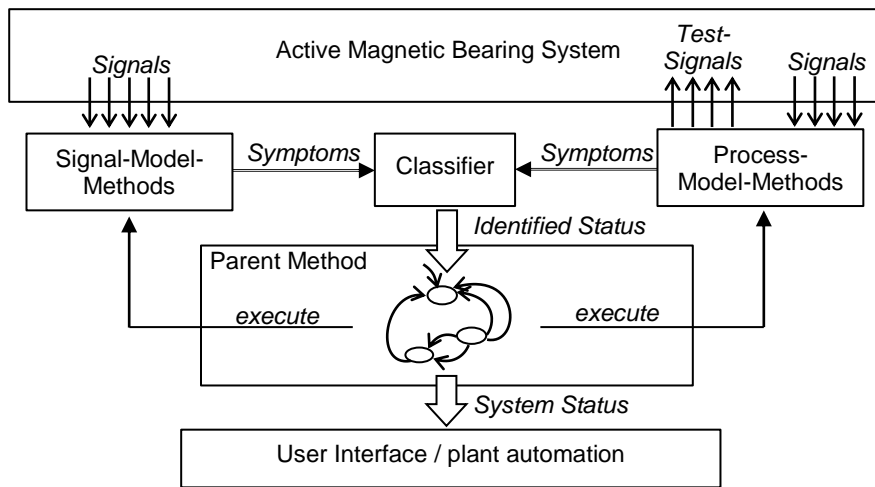 Active Magnetic Bearing System
Test-
Signals
Signals
Signals
Signal-Model-
Methods
Symptoms
Classifier
Symptoms
Process-
Model-Methods
Identified Status
Parent Method
execute
execute
System Status
User Interface / plant automation